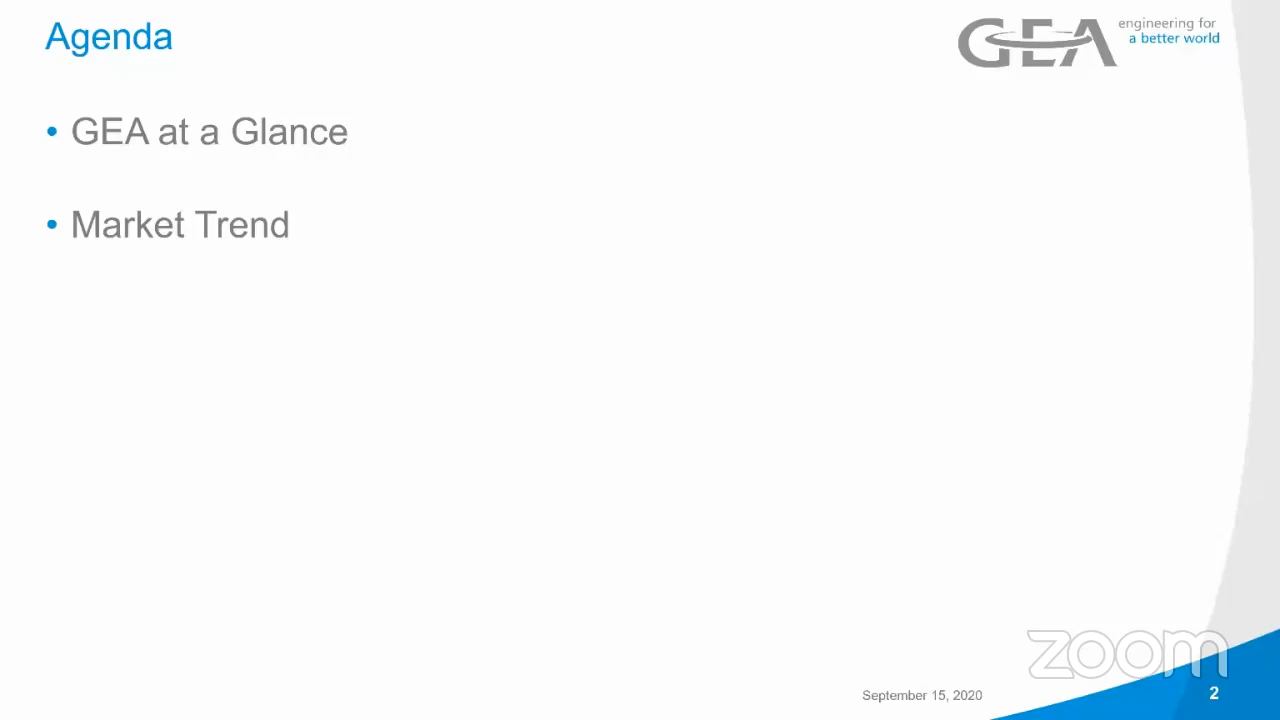 Agenda
GEA
engineering for
a better world
• GEA at a Glance
• Market Trend
zoom
September 15, 2020
2